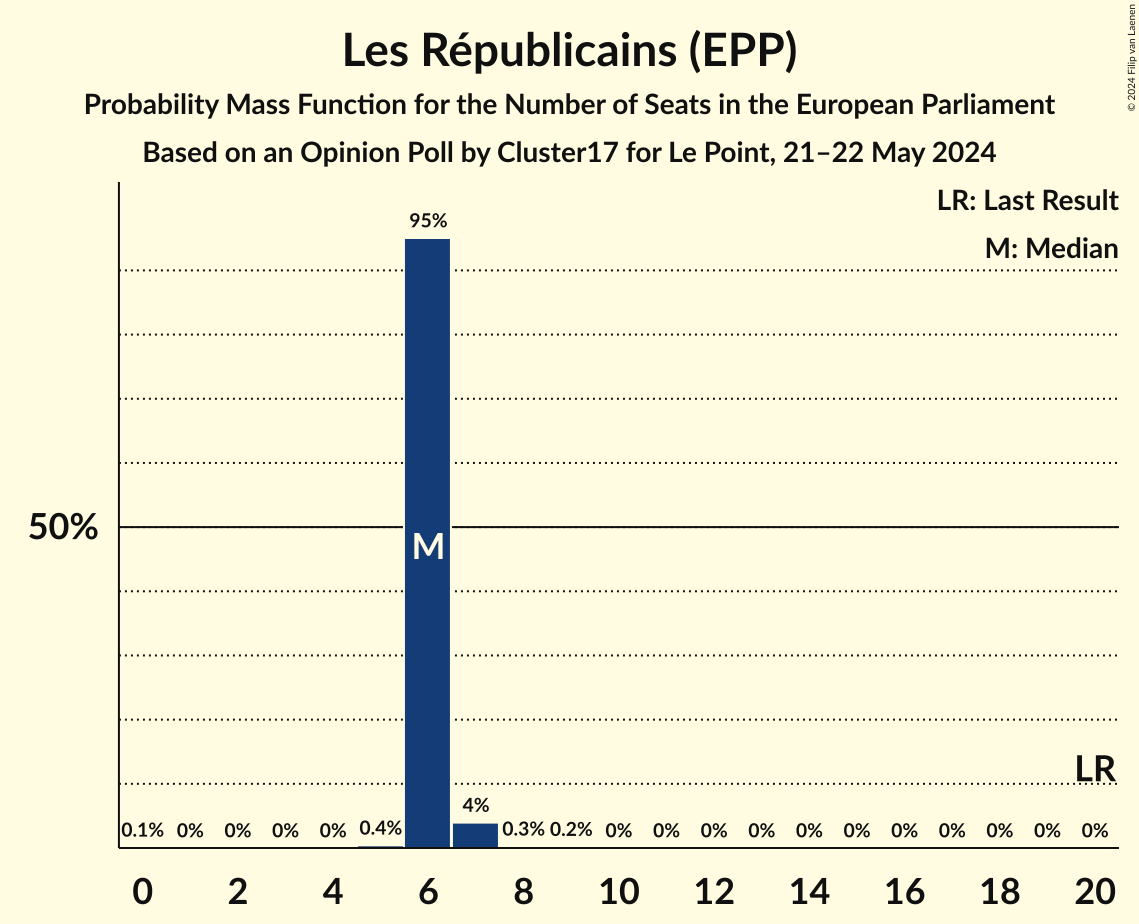 Les Républicains (EPP)
Probability Mass Function for the Number of Seats in the European Parliament
Based on an Opinion Poll by Cluster17 for Le Point, 21–22 May 2024
© 2024 Filip van Laenen
LR: Last Result
M: Median
95%
50%
M
LR
4%
0.1% 0% 0% 0% 0% 0.4% 0.3% 0.2% 0% 0% 0% 0% 0% 0% 0% 0% 0% 0% 0%
0 2 4 6 8 10 12 14 16 18 20